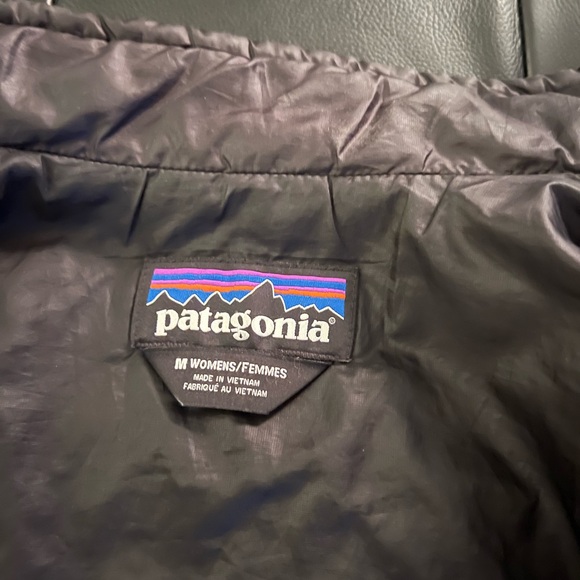 patagonia®
M WOMENS/FEMMES
MADE IN VIETNAM
FABRIQUÉ AU VIETNAM